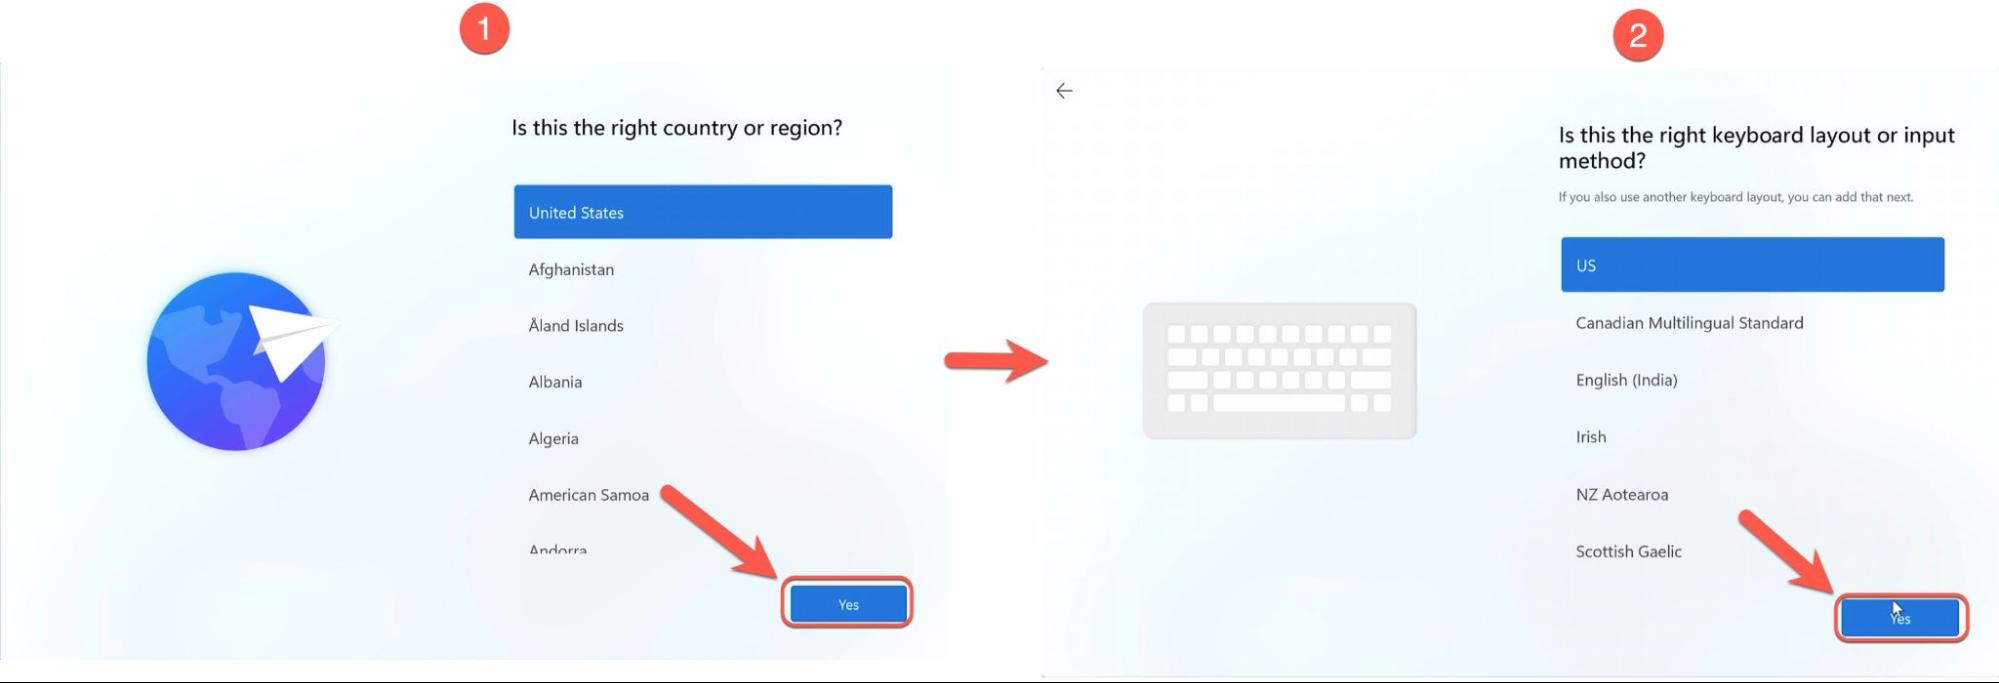 1
Is this the right country or region?
United States
Afghanistan
Åland Islands
Albania
Algeria
American Samoa
Andorra
Yes
2
Is this the right keyboard layout or input
method?
If you also use another keyboard layout, you can add that next.
US
Canadian Multilingual Standard
English (India)
Irish
NZ Aotearoa
Scottish Gaelic
Yes